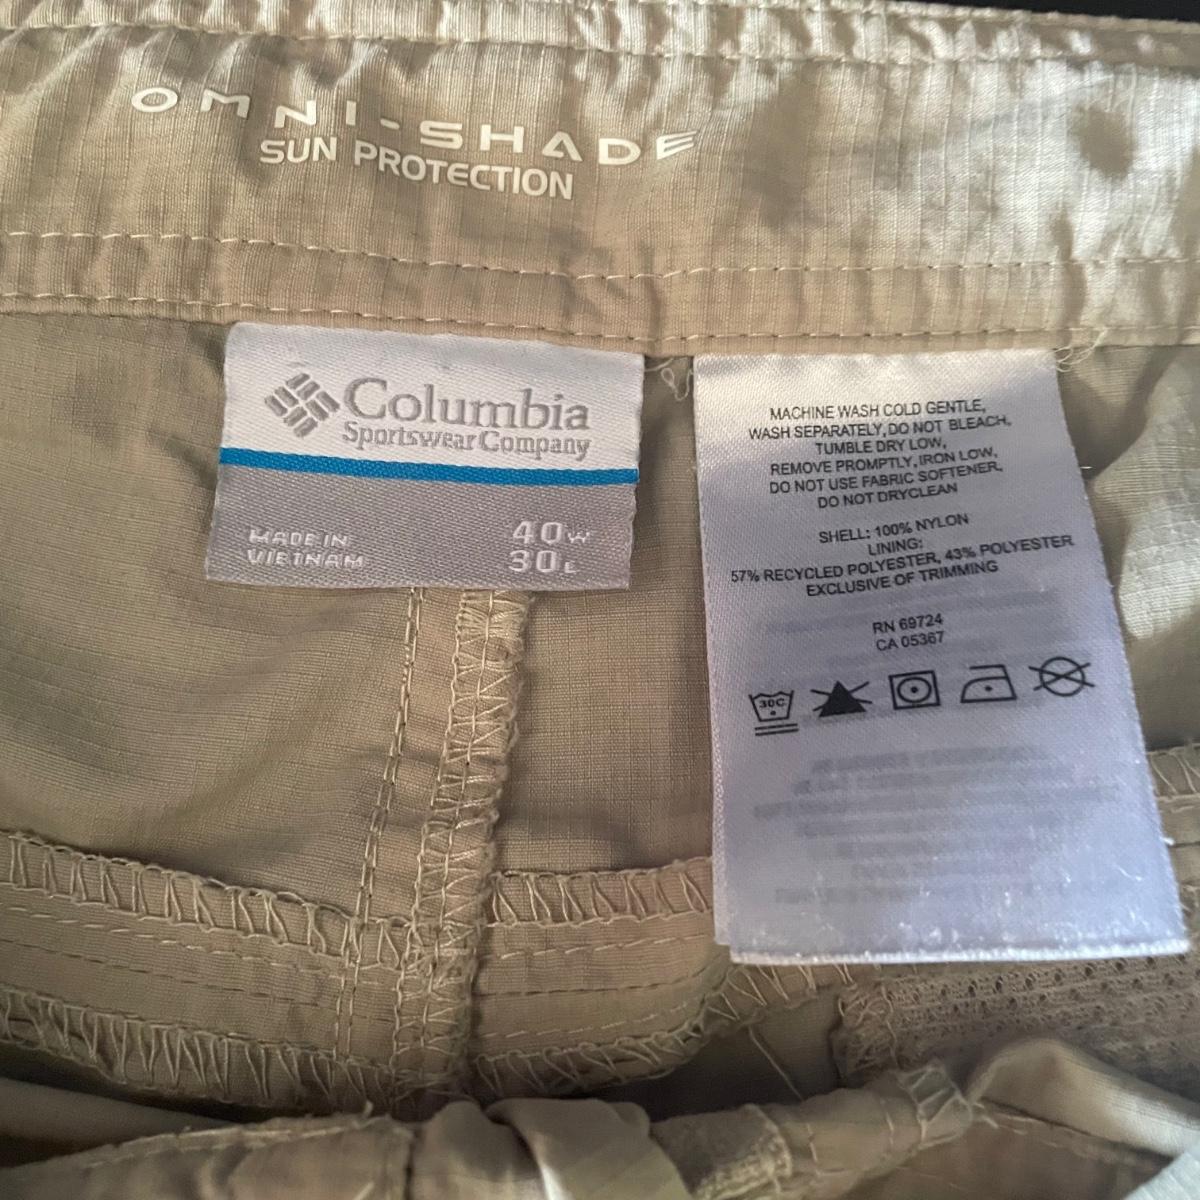 OMNI-SHADE
SUN PROTECTION
Columbia
Sportswear Company
MADE IN
VIETNAM
40W
30L
MACHINE WASH COLD GENTLE,
WASH SEPARATELY, DO NOT BLEACH,
TUMBLE DRY LOW,
REMOVE PROMPTLY, IRON LOW,
DO NOT USE FABRIC SOFTENER,
DO NOT DRYCLEAN
SHELL: 100% NYLON
LINING:
57% RECYCLED POLYESTER, 43% POLYESTER
EXCLUSIVE OF TRIMMING
RN 69724
CA 05367
30C